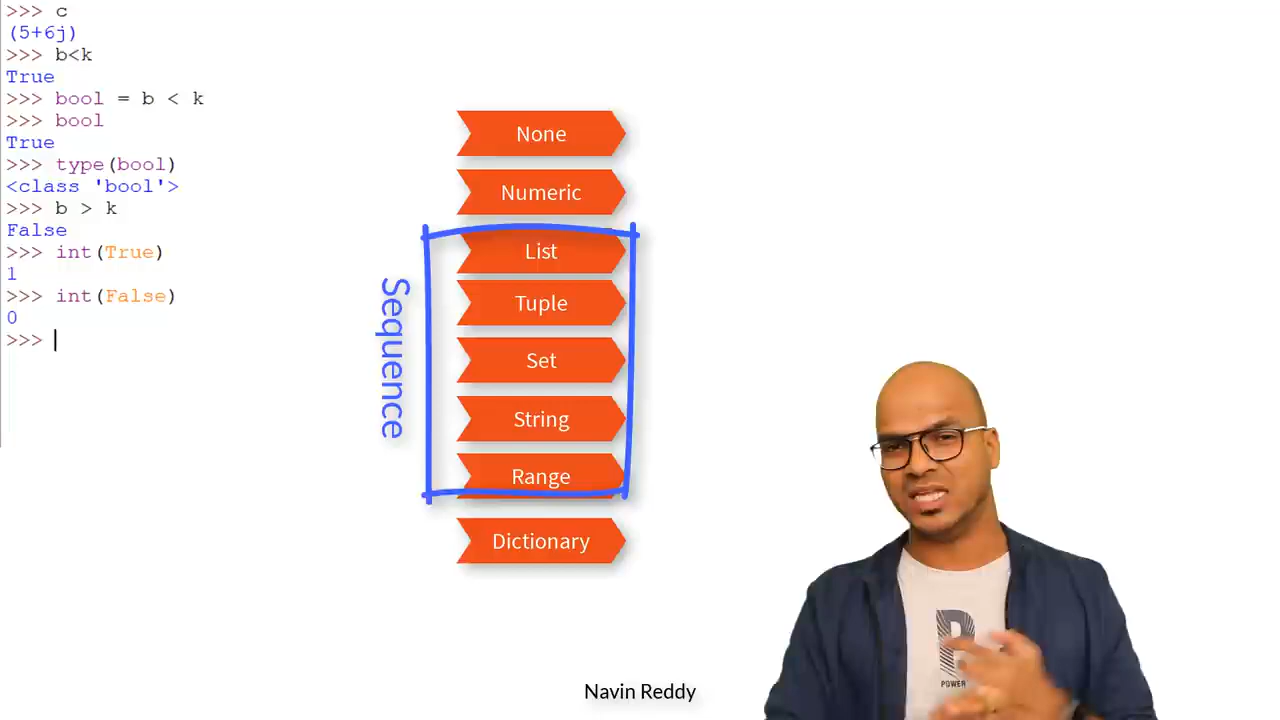 >>> c
(5+6j)
>>> b<k
True
>>> bool = b < k
>>> bool
True
>>> type(bool)
<class 'bool'>
>>> b > k
False
>>> int(True)
1
>>> int(False)
0
>>>
None
Numeric
List
Tuple
Set
String
Range
Dictionary
Sequence
P
POWER
Navin Reddy